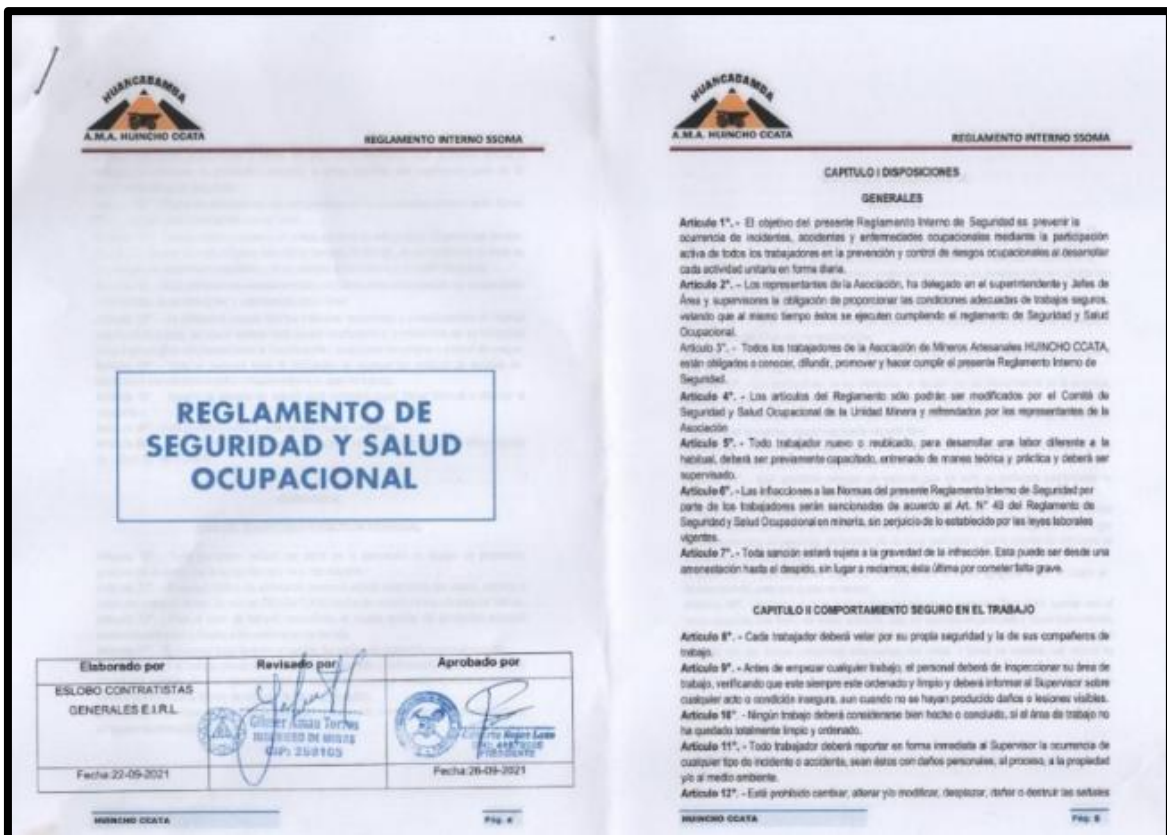 HUANCABAMBA
A.M.A. HUINCHO CCATA
REGLAMENTO INTERNO SSOMA
REGLAMENTO DE
SEGURIDAD Y SALUD
OCUPACIONAL
Elaborado por
Revisado por
Aprobado por
ESLOBO CONTRATISTAS
GENERALES E.I.R.L
INGENIERO DE MINAS
PRESIDENTE
Fecha:22-09-2021
Fecha:26-09-2021
HUINCHO CCATA
Pág. 4
HUANCABAMBA
A.M.A. HUINCHO CCATA
REGLAMENTO INTERNO SSOMA
CAPITULO I DISPOSICIONES
GENERALES
Artículo 1°. - El objetivo del presente Reglamento Interno de Seguridad es prevenir la
ocurrencia de incidentes, accidentes y enfermedades ocupacionales mediante la participación
activa de todos los trabajadores en la prevención y control de riesgos ocupacionales al desarrollar
cada actividad unitaria en forma diaria.
Artículo 2°. - Los representantes de la Asociación, ha delegado en el superintendente y Jefes de
Área y supervisores la obligación de proporcionar las condiciones adecuadas de trabajos seguros,
velando que al mismo tiempo éstos se ejecuten cumpliendo el reglamento de Seguridad y Salud
Ocupacional.
Artículo 3°. - Todos los trabajadores de la Asociación de Mineros Artesanales HUINCHO CCATA,
están obligados a conocer, difundir, promover y hacer cumplir el presente Reglamento Interno de
Seguridad.
Artículo 4°. - Los artículos del Reglamento sólo podrán ser modificados por el Comité de
Seguridad y Salud Ocupacional de la Unidad Minera y refrendados por los representantes de la
Asociación
Artículo 5°. - Todo trabajador nuevo o reubicado, para desarrollar una labor diferente a la
habitual, deberá ser previamente capacitado, entrenado de manea teórica y práctica y deberá ser
supervisado.
Artículo 6°. - Las infracciones a las Normas del presente Reglamento Interno de Seguridad por
parte de los trabajadores serán sancionadas de acuerdo al Art. N° 43 del Reglamento de
Seguridad y Salud Ocupacional en minería, sin perjuicio de lo establecido por las leyes laborales
vigentes.
Artículo 7°. - Toda sanción estará sujeta a la gravedad de la infracción. Esta puede ser desde una
amonestación hasta el despido, sin lugar a reclamos; ésta última por cometer falta grave.
CAPITULO II COMPORTAMIENTO SEGURO EN EL TRABAJO
Artículo 8°. - Cada trabajador deberá velar por su propia seguridad y la de sus compañeros de
trabajo.
Artículo 9°. - Antes de empezar cualquier trabajo, el personal deberá de inspeccionar su área de
trabajo, verificando que este siempre este ordenado y limpio y deberá informar al Supervisor sobre
cualquier acto o condición insegura, aun cuando no se hayan producido daños o lesiones visibles.
Artículo 10°. - Ningún trabajo deberá considerarse bien hecho o concluido, si el área de trabajo no
ha quedado totalmente limpio y ordenado.
Artículo 11°. - Todo trabajador deberá reportar en forma inmediata al Supervisor la ocurrencia de
cualquier tipo de incidente o accidente, sean éstos con daños personales, al proceso, a la propiedad
y/o al medio ambiente.
Artículo 12°. - Está prohibido cambiar, alterar y/o modificar, desplazar, dañar o destruir las señales
HUINCHO CCATA
Pág. 5